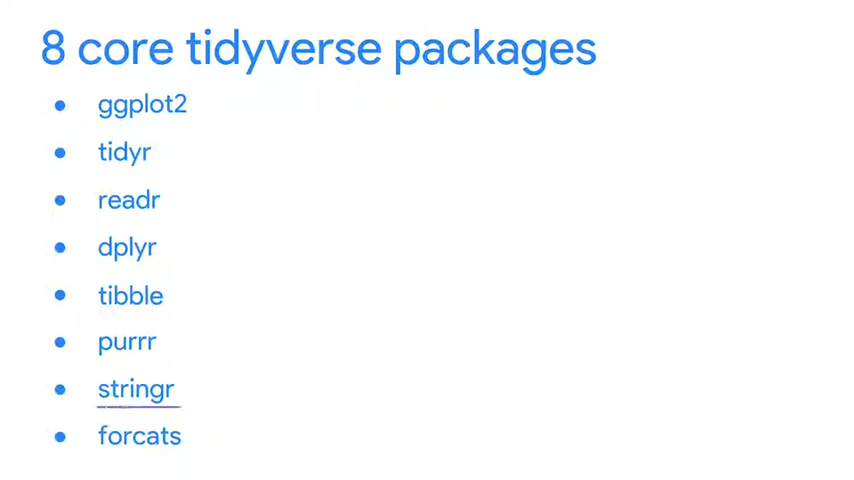 8 core tidyverse packages
ggplot2
tidyr
readr
dplyr
tibble
purrr
stringr
forcats